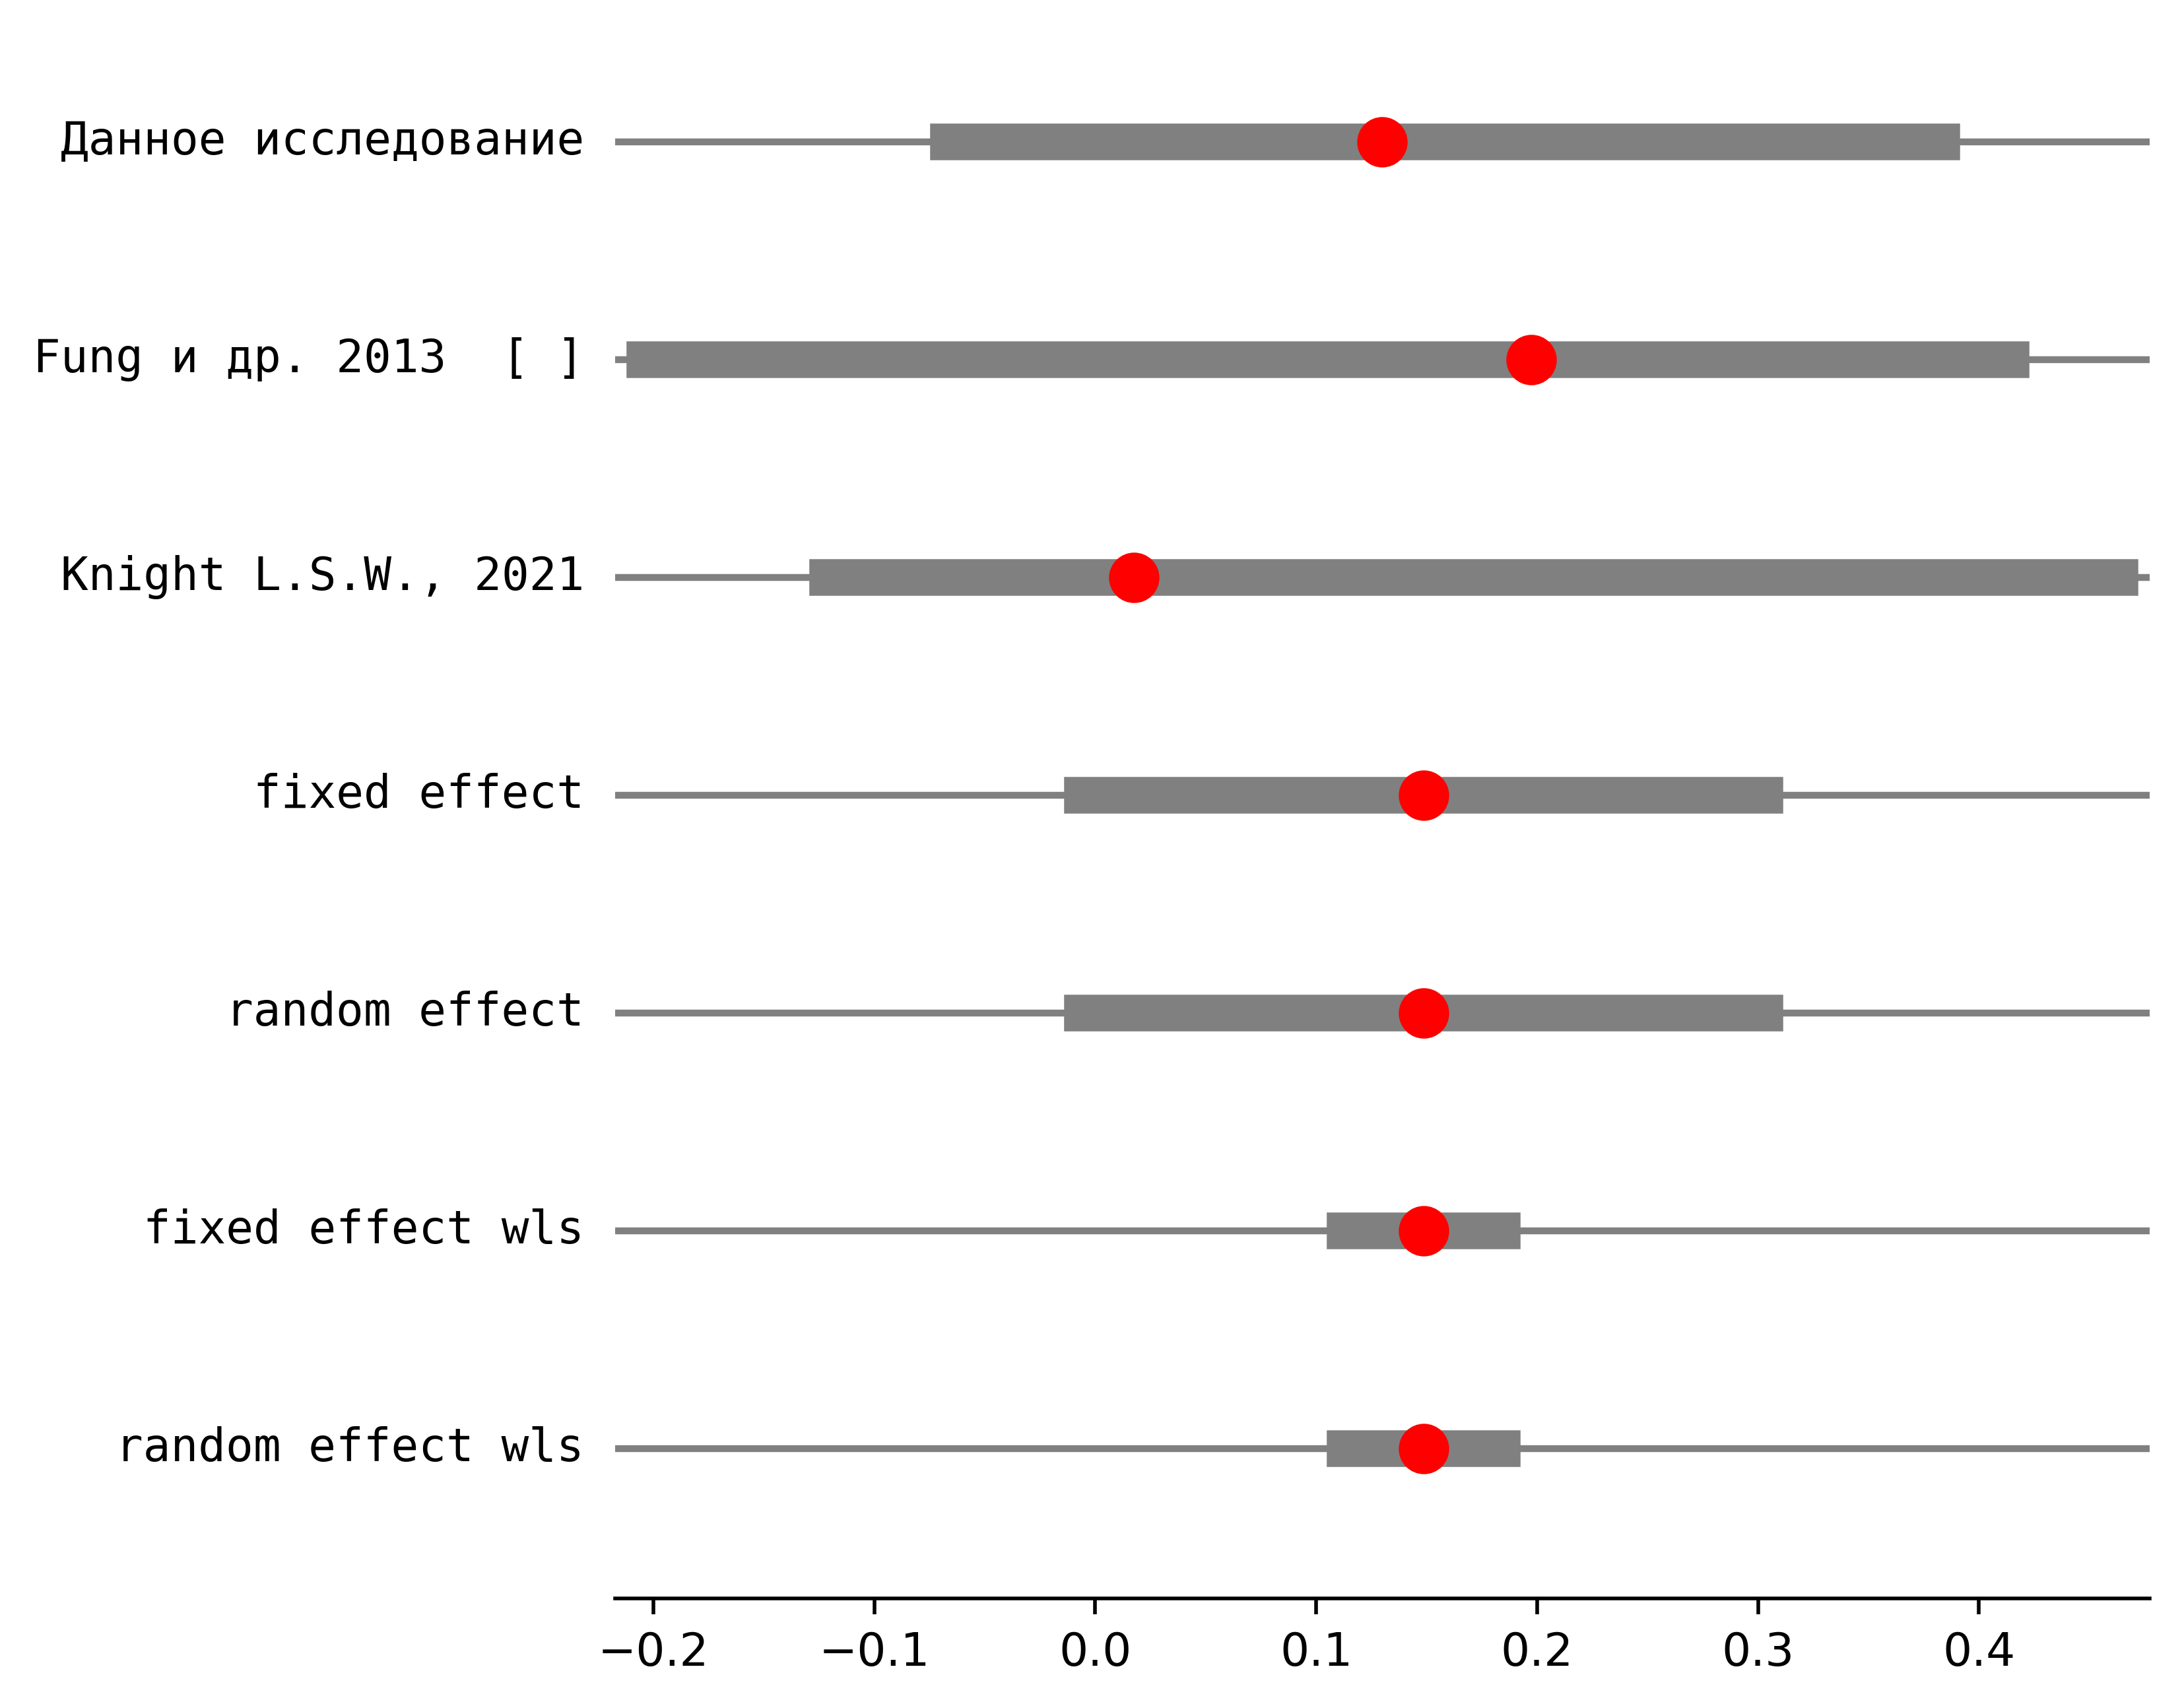 Данное исследование
Fung и др. 2013  [ ]
Knight L.S.W., 2021
fixed effect
random effect
fixed effect wls
random effect wls
−0.2 −0.1 0.0 0.1 0.2 0.3 0.4